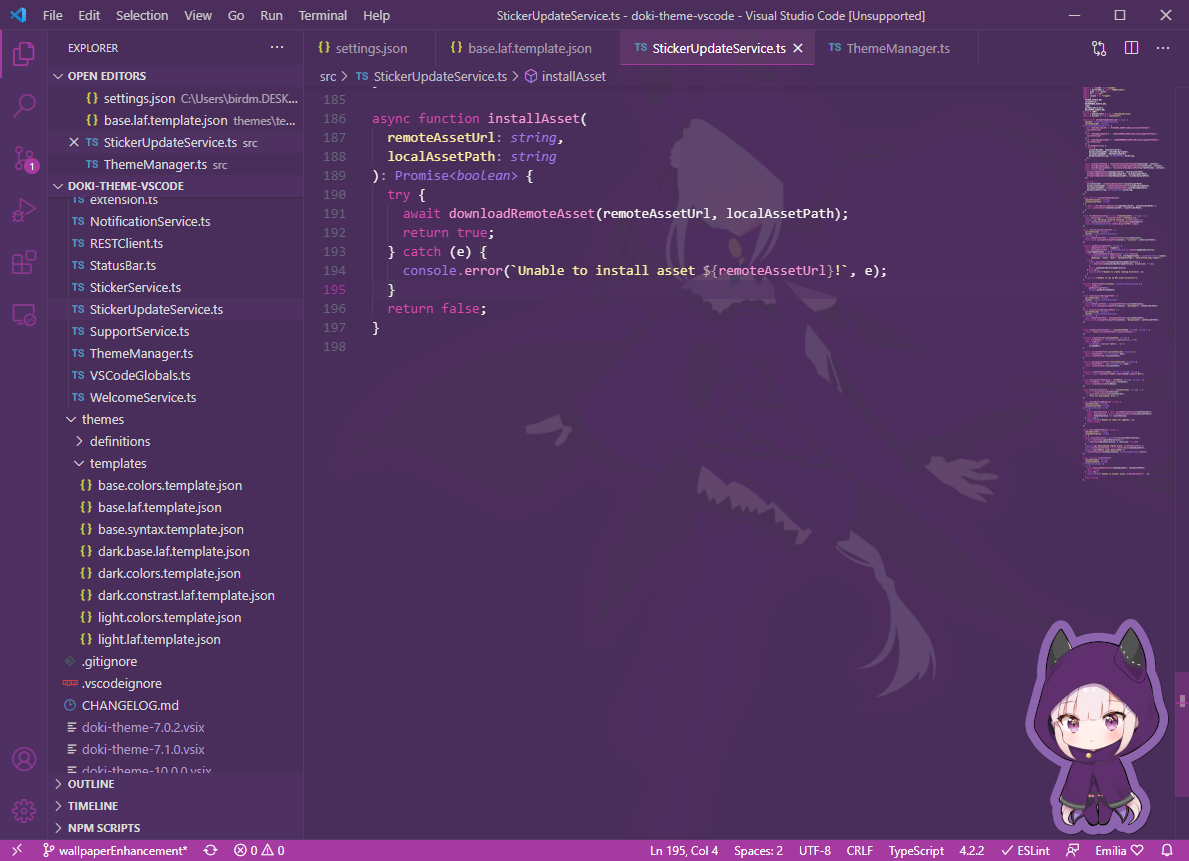 File Edit Selection View Go Run Terminal Help
StickerUpdateService.ts - doki-theme-vscode - Visual Studio Code [Unsupported]
EXPLORER
OPEN EDITORS
{} settings.json C:\Users\birdm.DESK...
{} base.laf.template.json themes\te...
TS StickerUpdateService.ts src
TS ThemeManager.ts src
1
DOKI-THEME-VSCODE
TS extension.ts
TS NotificationService.ts
TS RESTClient.ts
TS StatusBar.ts
TS StickerService.ts
TS StickerUpdateService.ts
TS SupportService.ts
TS ThemeManager.ts
TS VSCodeGlobals.ts
TS WelcomeService.ts
themes
definitions
templates
{} base.colors.template.json
{} base.laf.template.json
{} base.syntax.template.json
{} dark.base.laf.template.json
{} dark.colors.template.json
{} dark.constrast.laf.template.json
{} light.colors.template.json
{} light.laf.template.json
.gitignore
npm .vscodeignore
CHANGELOG.md
doki-theme-7.0.2.vsix
doki-theme-7.1.0.vsix
doki-theme-10.0.0.vsix
OUTLINE
TIMELINE
NPM SCRIPTS
{} settings.json {} base.laf.template.json TS StickerUpdateService.ts TS ThemeManager.ts
src > TS StickerUpdateService.ts > installAsset
185
186 async function installAsset(
187 remoteAssetUrl: string,
188 localAssetPath: string
189 ): Promise<boolean> {
190 try {
191 await downloadRemoteAsset(remoteAssetUrl, localAssetPath);
192 return true;
193 } catch (e) {
194 console.error(`Unable to install asset ${remoteAssetUrl}!`, e);
195 }
196 return false;
197 }
198
wallpaperEnhancement* 0 0 Ln 195, Col 4 Spaces: 2 UTF-8 CRLF TypeScript 4.2.2 ESLint Emilia♡